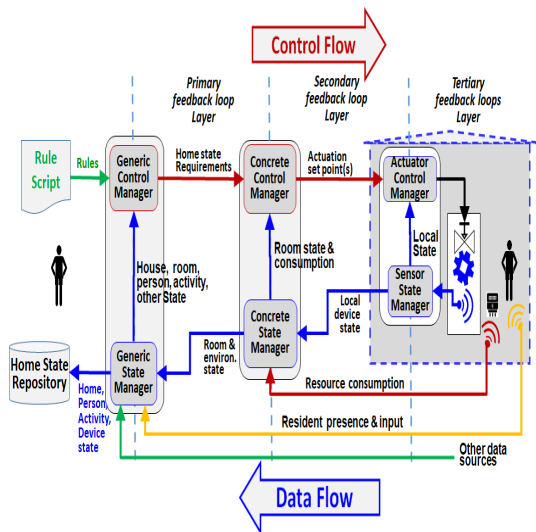 Control Flow
Primary
feedback loop
Layer
Secondary
feedback loop
Layer
Tertiary
feedback loops
Layer
Rule
Script
Rules
Generic
Control
Manager
Home state
Requirements
Concrete
Control
Manager
Actuation
set point(s)
Actuator
Control
Manager
House, room,
person, activity,
other State
Room state &
consumption
Local
State
Sensor
State
Manager
Local
device
state
Concrete
State
Manager
Room &
environ.
state
Generic
State
Manager
Home State
Repository
Home,
Person,
Activity,
Device
state
Resource consumption
Resident presence & input
Other data
sources
Data Flow